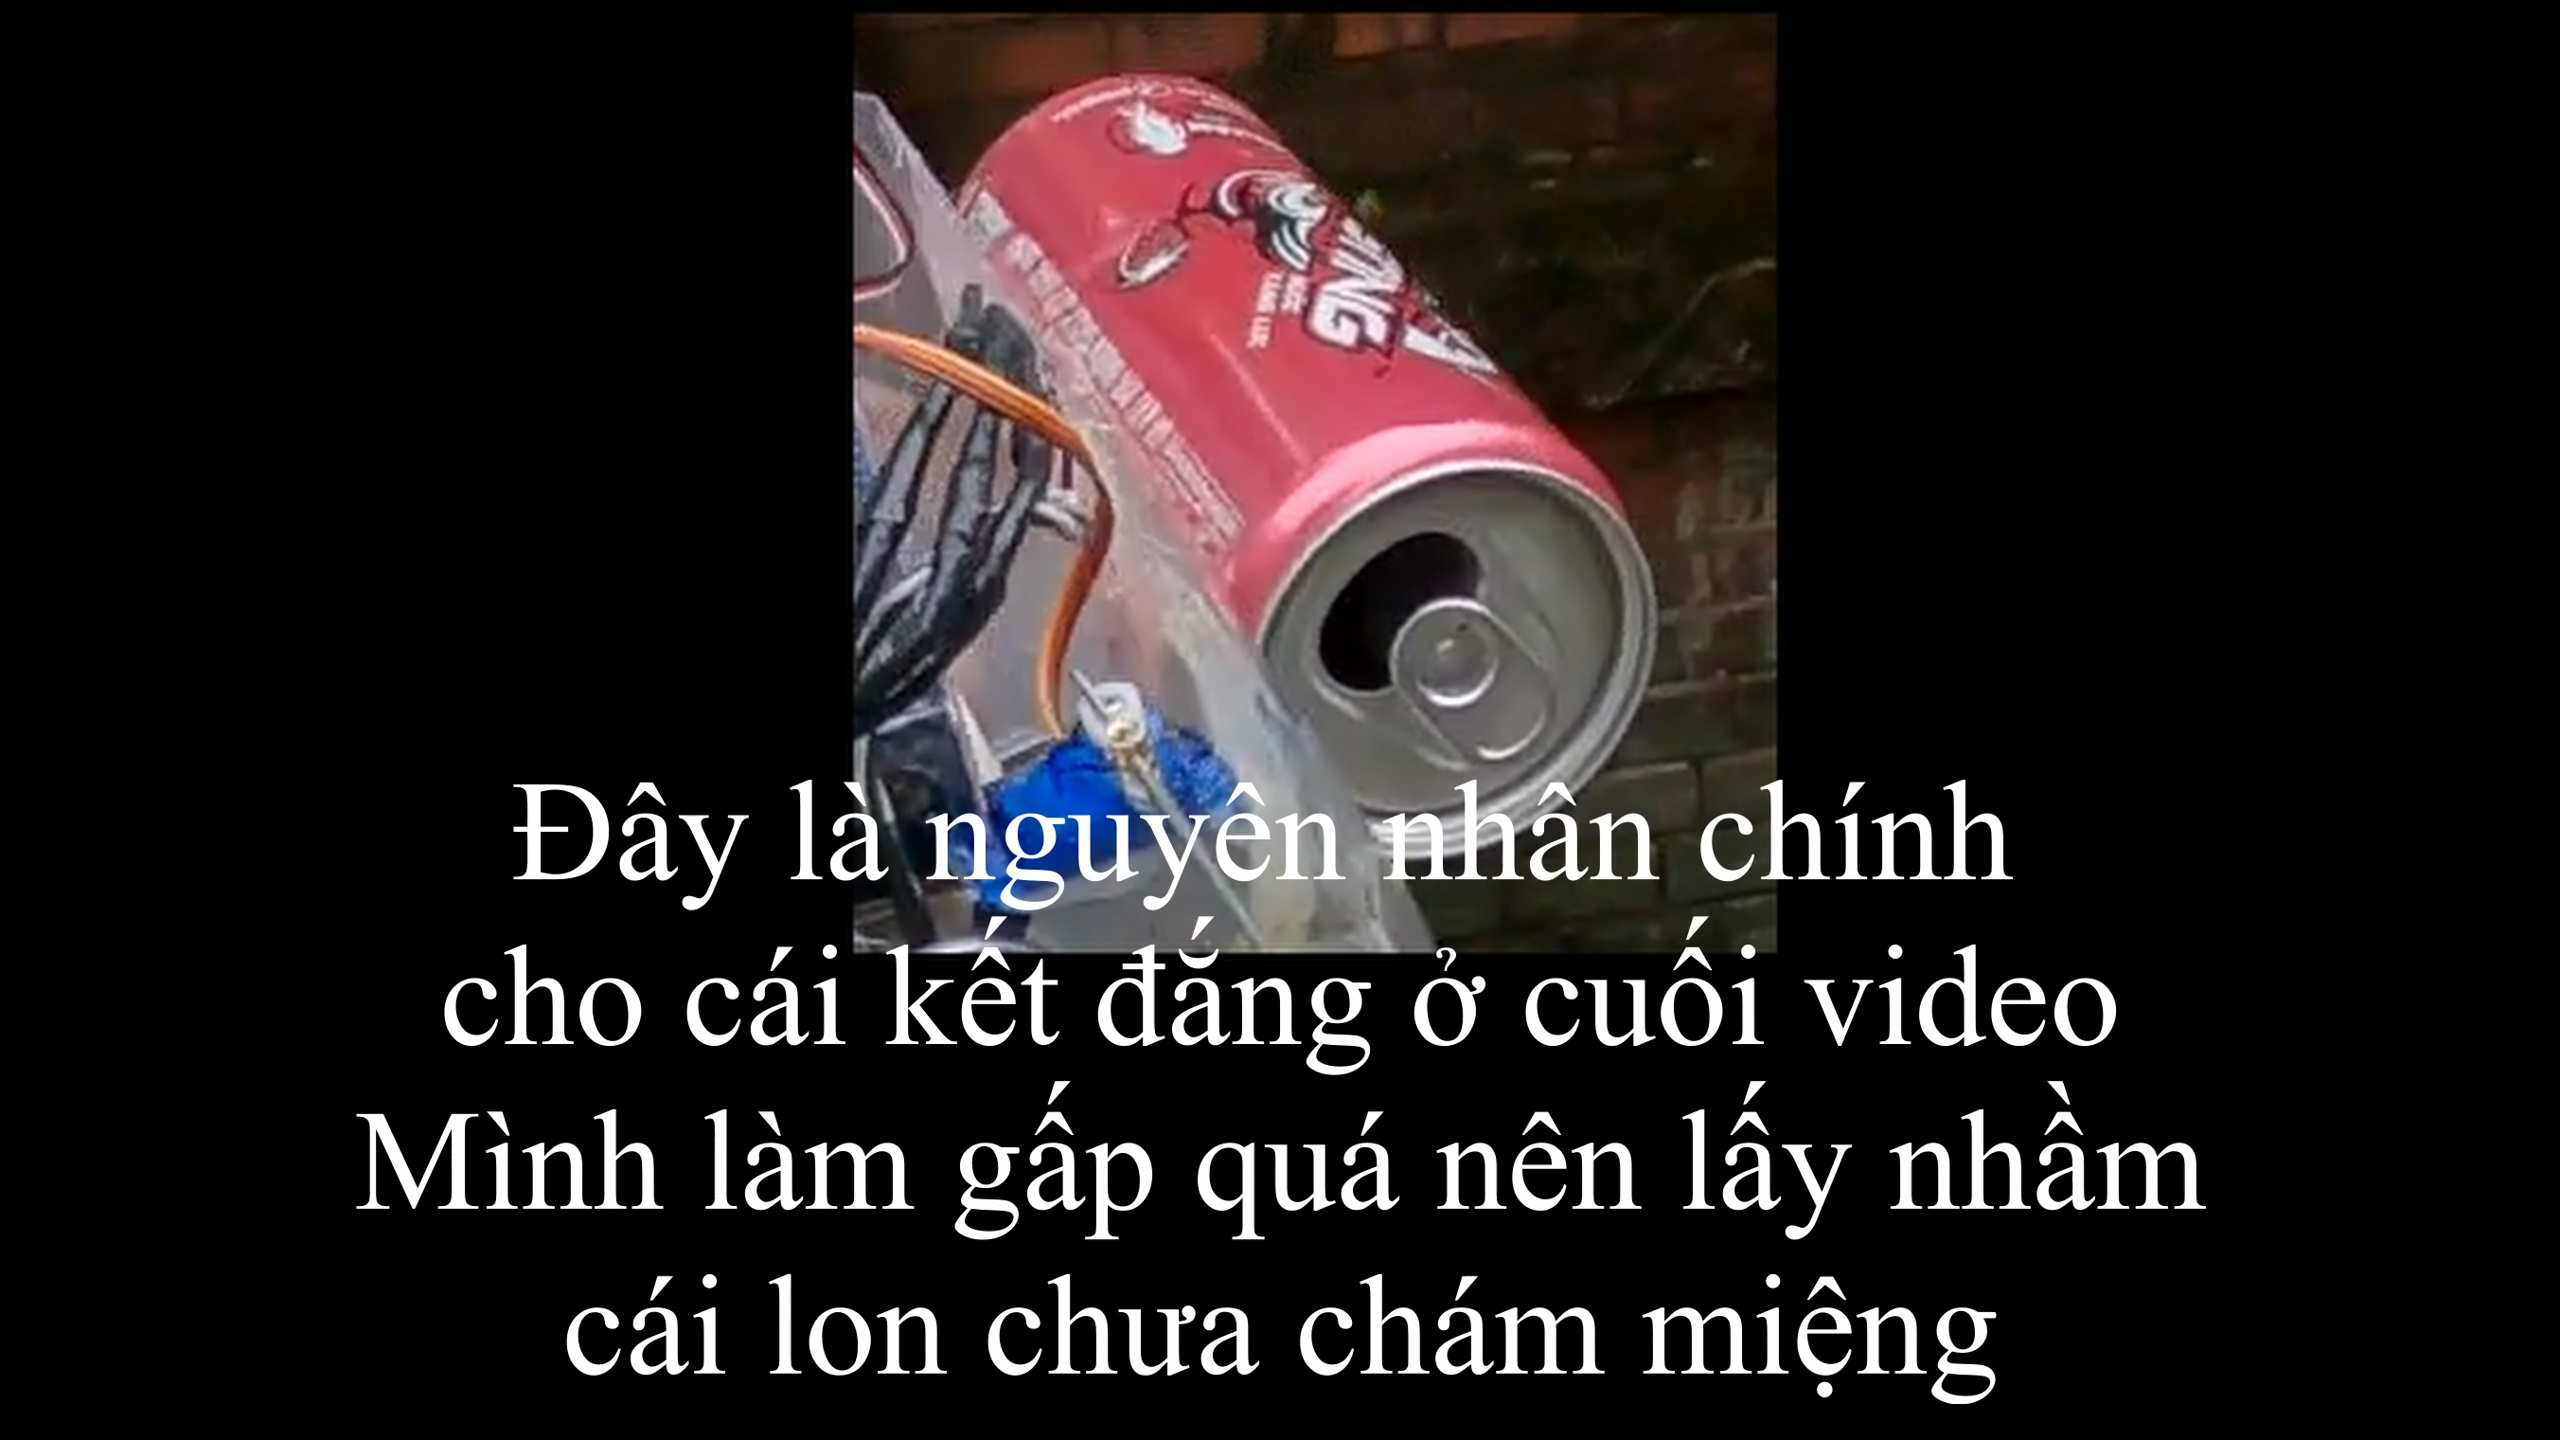 Đây là nguyên nhân chính
cho cái kết đắng ở cuối video
Mình làm gấp quá nên lấy nhầm
cái lon chưa chám miệng